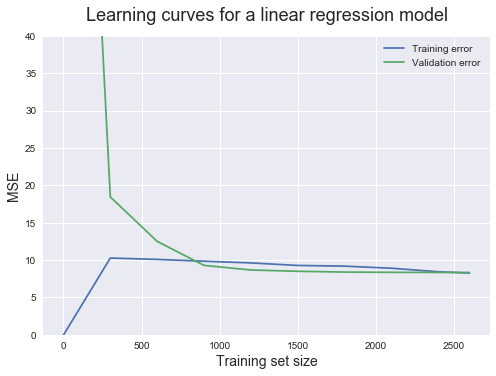 Learning curves for a linear regression model
Training error
Validation error
MSE
40
35
30
25
20
15
10
5
0
0 500 1000 1500 2000 2500
Training set size